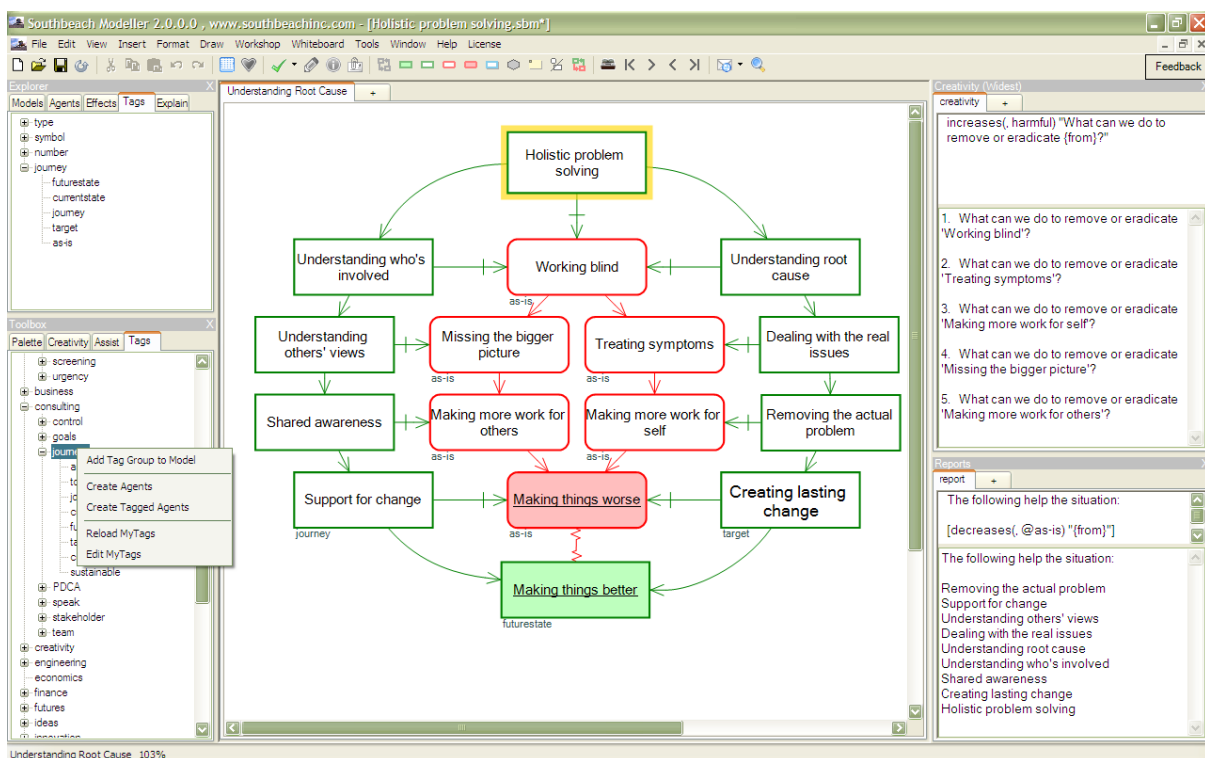 Southbeach Modeller 2.0.0.0 , www.southbeachinc.com - [Holistic problem solving.sbm*]
File Edit View Insert Format Draw Workshop Whiteboard Tools Window Help License
Feedback
Explorer
Models Agents Effects Tags Explain
type
symbol
number
journey
futurestate
currentstate
journey
target
as-is
Toolbox
Palette Creativity Assist Tags
screening
urgency
business
consulting
control
goals
sustainable
PDCA
speak
stakeholder
team
creativity
engineering
economics
finance
futures
ideas
innovation
Add Tag Group to Model
Create Agents
Create Tagged Agents
Reload MyTags
Edit MyTags
Understanding Root Cause +
Holistic problem
solving
Understanding who's
involved
Working blind
as-is
Understanding root
cause
Understanding
others' views
Missing the bigger
picture
as-is
Treating symptoms
as-is
Dealing with the real
issues
Shared awareness
Making more work for
others
as-is
Making more work for
self
as-is
Removing the actual
problem
Support for change
journey
Making things worse
as-is
Creating lasting
change
target
Making things better
futurestate
Creativity (Widest)
creativity +
increases(, harmful) "What can we do to
remove or eradicate {from}?"
1. What can we do to remove or eradicate
'Working blind'?
2. What can we do to remove or eradicate
'Treating symptoms'?
3. What can we do to remove or eradicate
'Making more work for self'?
4. What can we do to remove or eradicate
'Missing the bigger picture'?
5. What can we do to remove or eradicate
'Making more work for others'?
Reports
report +
The following help the situation:
[decreases(, @as-is) "{from}"]
The following help the situation:
Removing the actual problem
Support for change
Understanding others' views
Dealing with the real issues
Understanding root cause
Understanding who's involved
Shared awareness
Creating lasting change
Holistic problem solving
Understanding Root Cause 103%